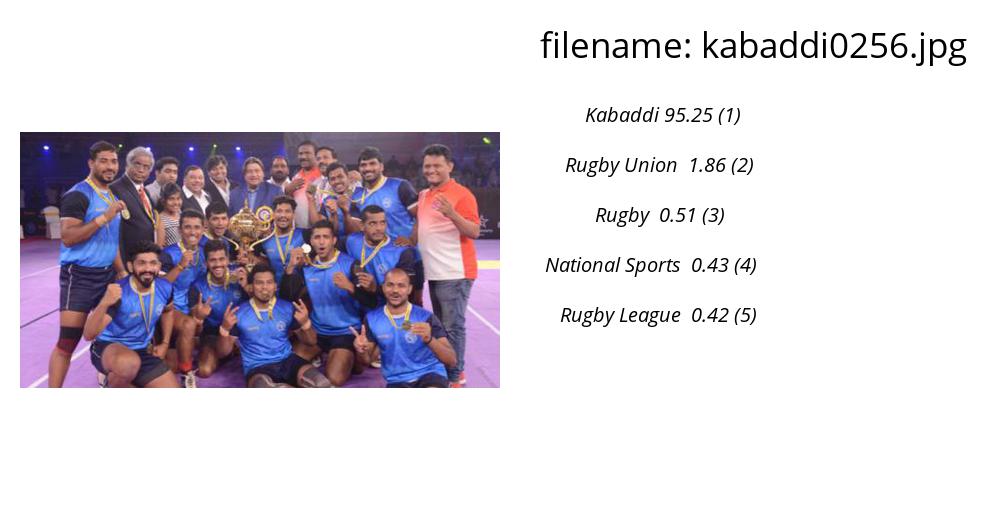 filename: kabaddi0256.jpg
Kabaddi 95.25 (1)
Rugby Union 1.86 (2)
Rugby 0.51 (3)
National Sports 0.43 (4)
Rugby League 0.42 (5)